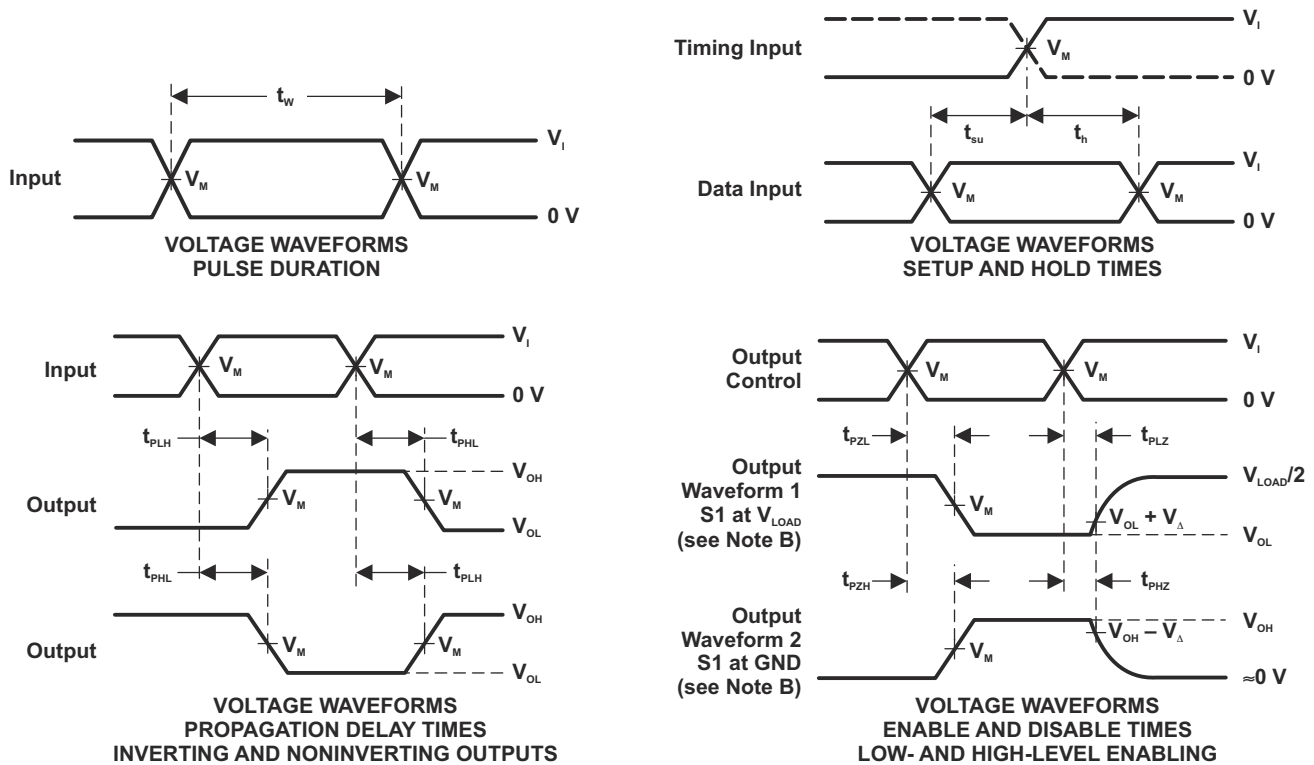 t_W
V_I
Input
V_M
V_M
0 V
VOLTAGE WAVEFORMS
PULSE DURATION
V_I
Timing Input
V_M
0 V
t_su
t_h
V_I
Data Input
V_M
V_M
0 V
VOLTAGE WAVEFORMS
SETUP AND HOLD TIMES
V_I
Input
V_M
V_M
0 V
t_PLH
t_PHL
V_OH
Output
V_M
V_M
V_OL
t_PHL
t_PLH
V_OH
Output
V_M
V_M
V_OL
VOLTAGE WAVEFORMS
PROPAGATION DELAY TIMES
INVERTING AND NONINVERTING OUTPUTS
V_I
Output
Control
V_M
V_M
0 V
t_PZL
t_PLZ
Output
Waveform 1
S1 at V_LOAD
(see Note B)
V_LOAD/2
V_M
V_OL + V_Δ
V_OL
t_PZH
t_PHZ
Output
Waveform 2
S1 at GND
(see Note B)
V_OH
V_M
V_OH − V_Δ
≈0 V
VOLTAGE WAVEFORMS
ENABLE AND DISABLE TIMES
LOW- AND HIGH-LEVEL ENABLING